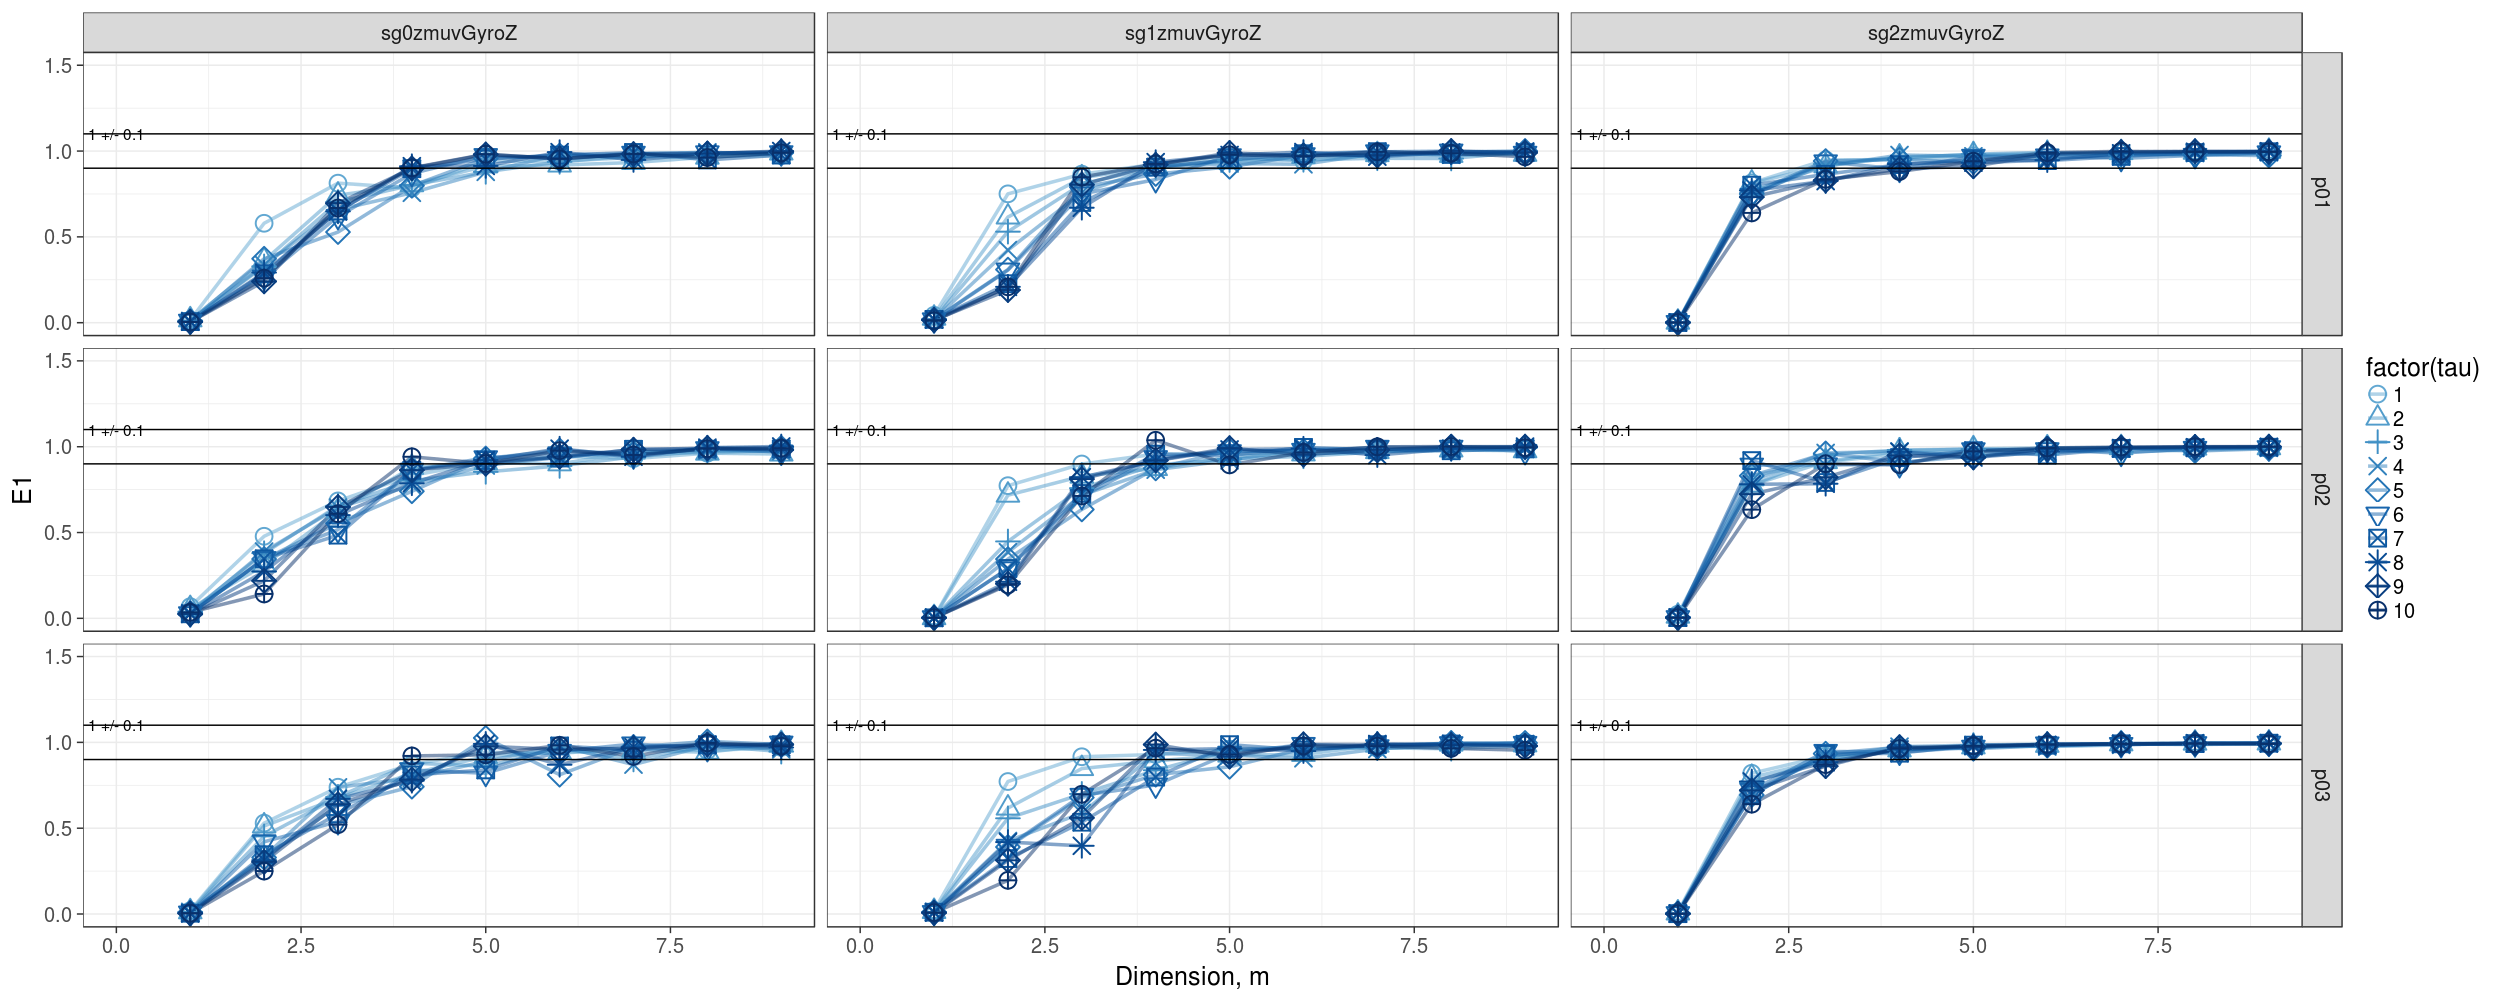 sg0zmuvGyroZ sg1zmuvGyroZ sg2zmuvGyroZ
1.5
1.0
0.5
0.0
1 +/- 0.1 1 +/- 0.1 1 +/- 0.1
p01
1.5
1.0
0.5
0.0
1 +/- 0.1 1 +/- 0.1 1 +/- 0.1
p02
1.5
1.0
0.5
0.0
1 +/- 0.1 1 +/- 0.1 1 +/- 0.1
p03
E1
0.0 2.5 5.0 7.5 0.0 2.5 5.0 7.5 0.0 2.5 5.0 7.5
Dimension, m
factor(tau)
1
2
3
4
5
6
7
8
9
10